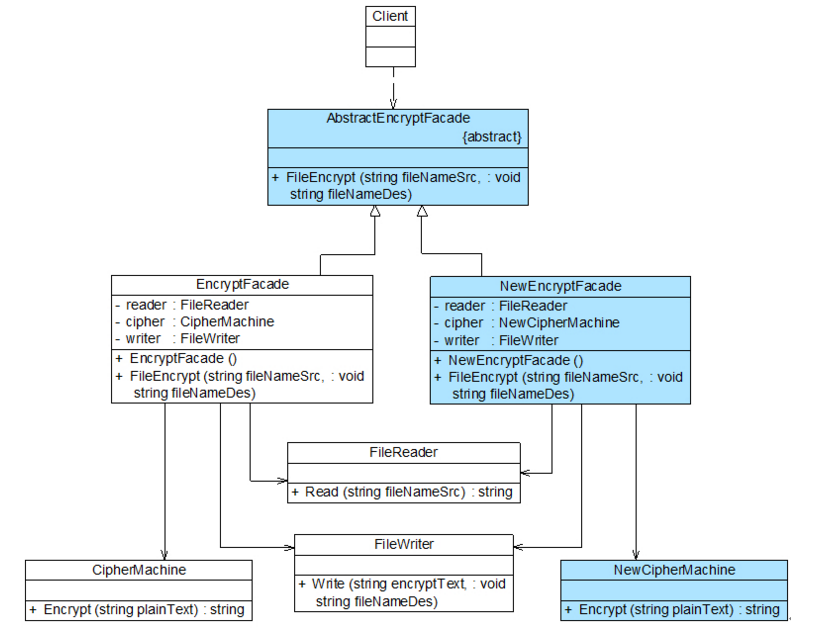 Client
AbstractEncryptFacade
{abstract}
+ FileEncrypt (string fileNameSrc, : void
string fileNameDes)
EncryptFacade
- reader : FileReader
- cipher : CipherMachine
- writer : FileWriter
+ EncryptFacade ()
+ FileEncrypt (string fileNameSrc, : void
string fileNameDes)
NewEncryptFacade
- reader : FileReader
- cipher : NewCipherMachine
- writer : FileWriter
+ NewEncryptFacade ()
+ FileEncrypt (string fileNameSrc, : void
string fileNameDes)
FileReader
+ Read (string fileNameSrc) : string
FileWriter
+ Write (string encryptText, : void
string fileNameDes)
CipherMachine
+ Encrypt (string plainText) : string
NewCipherMachine
+ Encrypt (string plainText) : string